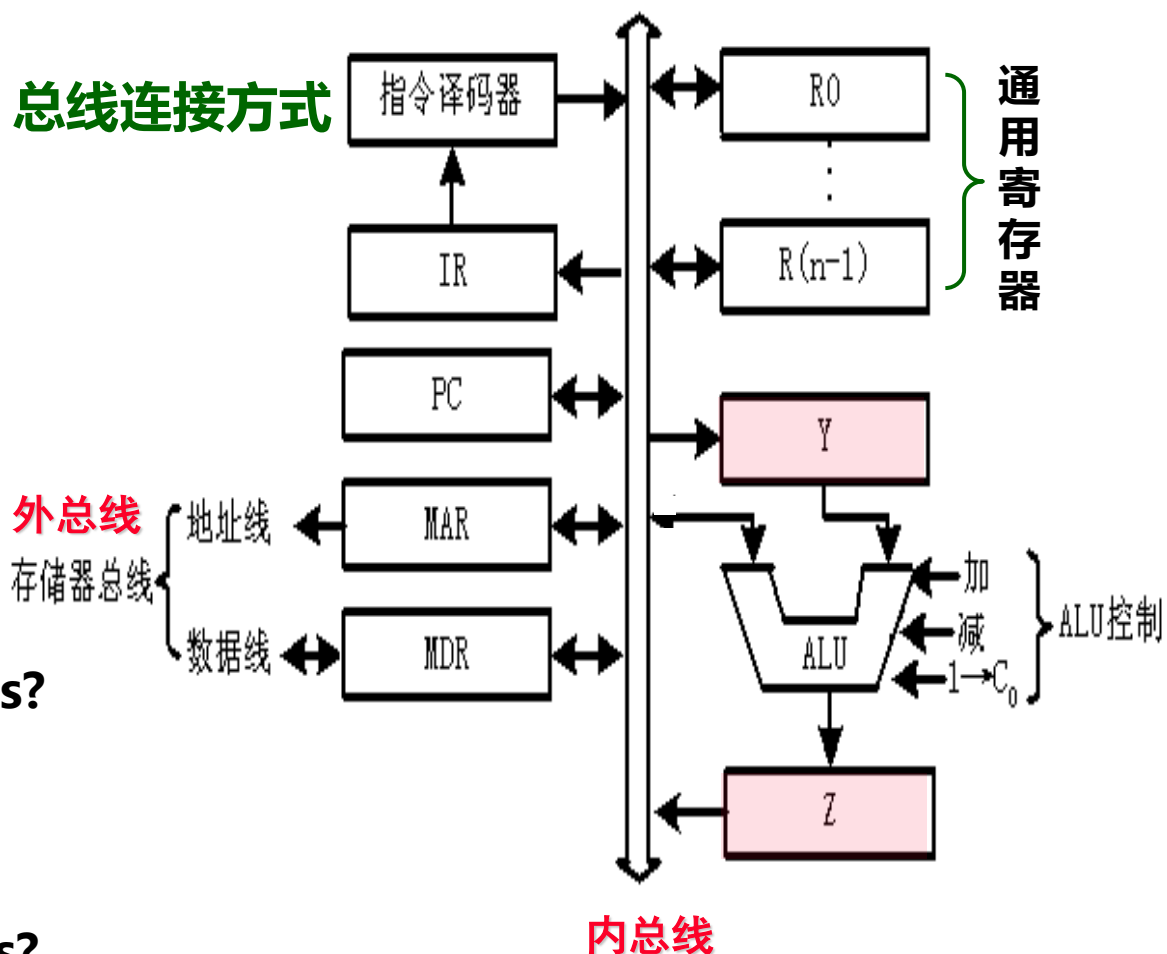 总线连接方式
指令译码器
R0
通用寄存器
IR
R(n-1)
PC
Y
外总线
地址线
MAR
存储器总线
加
减
ALU控制
数据线
MDR
ALU
1→C₀
s?
Z
内总线
s?